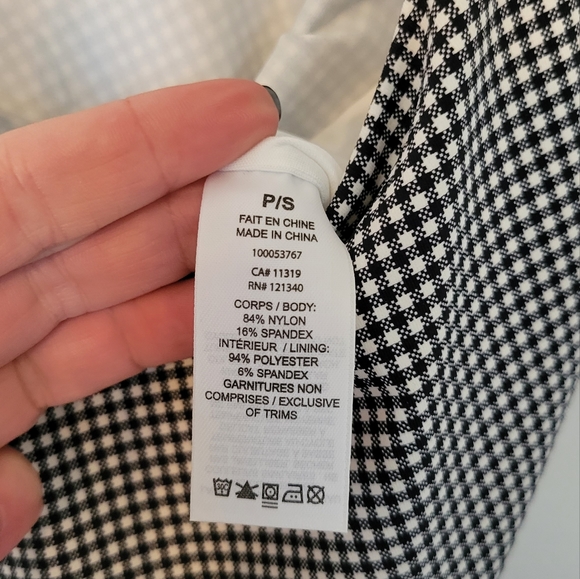 P/S
FAIT EN CHINE
MADE IN CHINA
100053767
CA# 11319
RN# 121340
CORPS / BODY:
84% NYLON
16% SPANDEX
INTÉRIEUR / LINING:
94% POLYESTER
6% SPANDEX
GARNITURES NON
COMPRISES / EXCLUSIVE
OF TRIMS